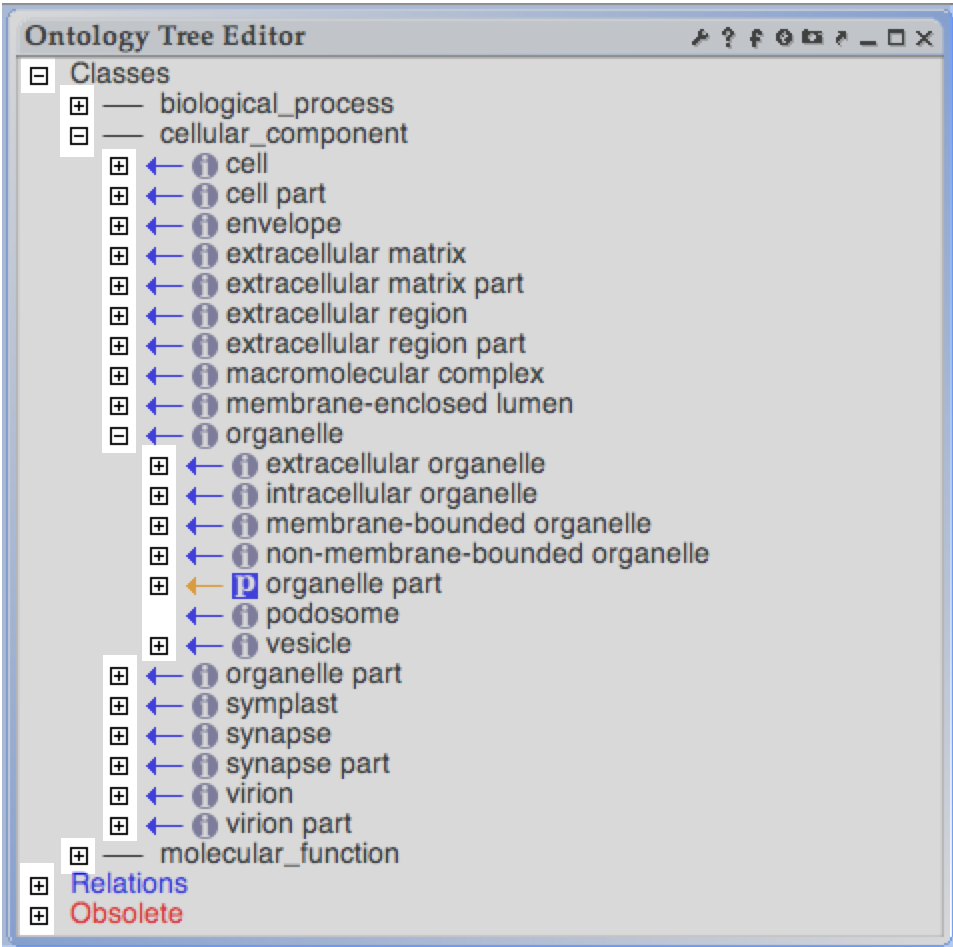 Ontology Tree Editor
Classes
biological_process
cellular_component
i cell
i cell part
i envelope
i extracellular matrix
i extracellular matrix part
i extracellular region
i extracellular region part
i macromolecular complex
i membrane-enclosed lumen
i organelle
i extracellular organelle
i intracellular organelle
i membrane-bounded organelle
i non-membrane-bounded organelle
p organelle part
i podosome
i vesicle
i organelle part
i symplast
i synapse
i synapse part
i virion
i virion part
molecular_function
Relations
Obsolete